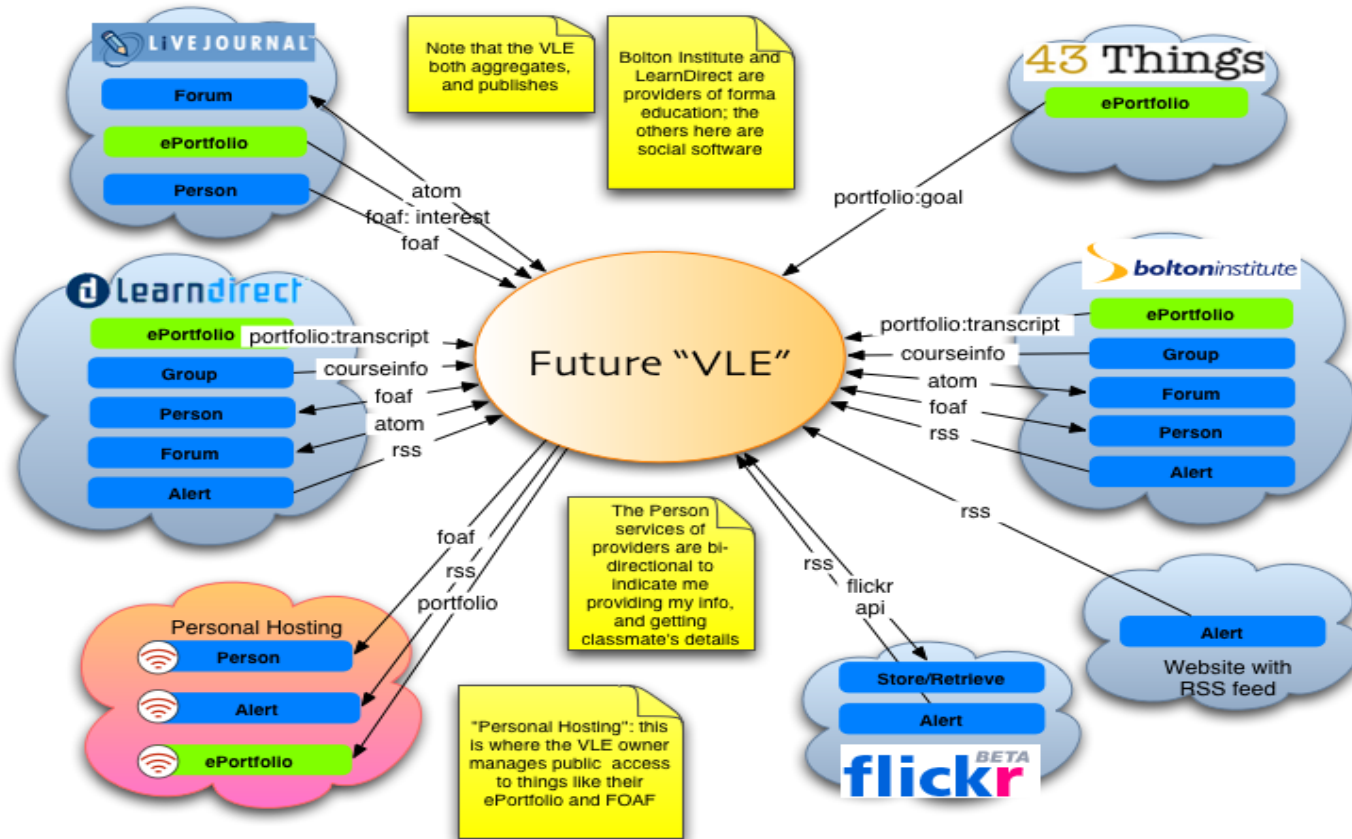 LiVEJOURNAL
Forum
ePortfolio
Person
atom
foaf: interest
foaf
Note that the VLE
both aggregates,
and publishes
Bolton Institute and
LearnDirect are
providers of forma
education; the
others here are
social software
43 Things
ePortfolio
portfolio:goal
learndirect
ePortfolio
Group
Person
Forum
Alert
portfolio:transcript
courseinfo
foaf
atom
rss
Future “VLE”
boltoninstitute
ePortfolio
Group
Forum
Person
Alert
portfolio:transcript
courseinfo
atom
foaf
rss
foaf
rss
portfolio
Personal Hosting
Person
Alert
ePortfolio
The Person
services of
providers are bi-
directional to
indicate me
providing my info,
and getting
classmate's details
"Personal Hosting": this
is where the VLE owner
manages public access
to things like their
ePortfolio and FOAF
rss
flickr
api
Store/Retrieve
Alert
BETA
flickr
rss
Alert
Website with
RSS feed